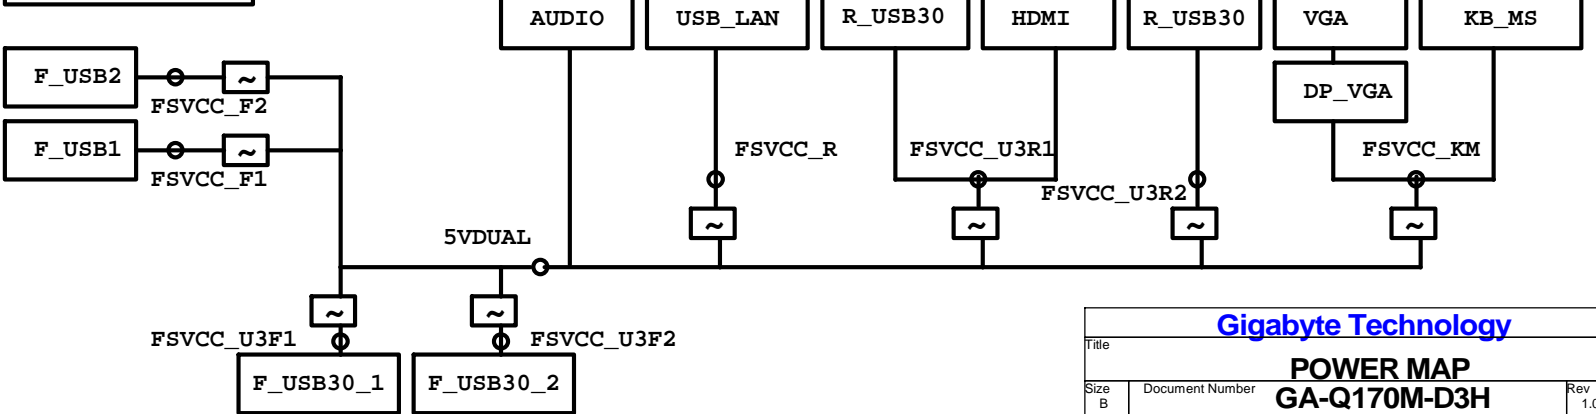 AUDIO
USB_LAN
R_USB30
HDMI
R_USB30
VGA
KB_MS
F_USB2
~
FSVCC_F2
DP_VGA
F_USB1
~
FSVCC_F1
FSVCC_R
FSVCC_U3R1
FSVCC_KM
FSVCC_U3R2
~
~
~
~
5VDUAL
~
~
FSVCC_U3F1
FSVCC_U3F2
F_USB30_1
F_USB30_2
Gigabyte Technology
Title
POWER MAP
Size
Document Number
Rev
B
GA-Q170M-D3H